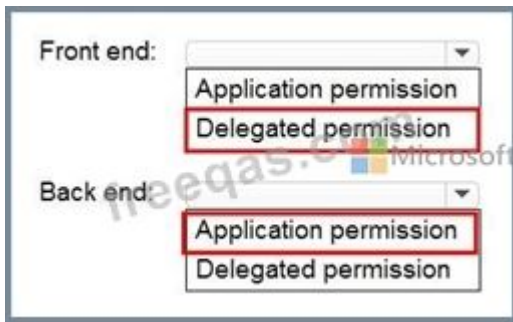 Front end:
Application permission
Delegated permission
freeqas.com
Microsoft
Back end:
Application permission
Delegated permission